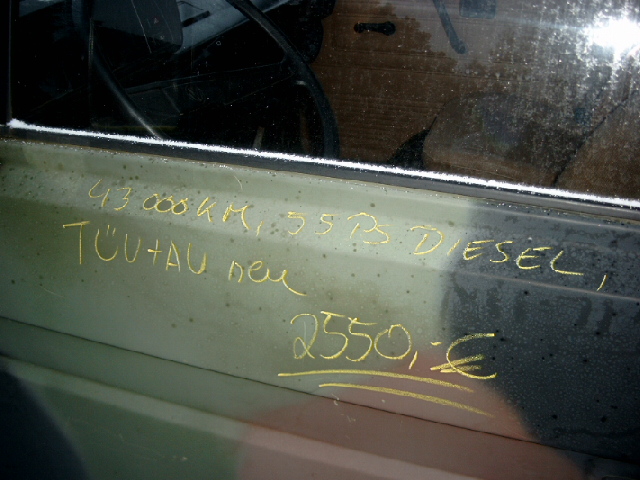 43 000 KM, 55 PS DIESEL,
TÜV+AU neu
2550,-€